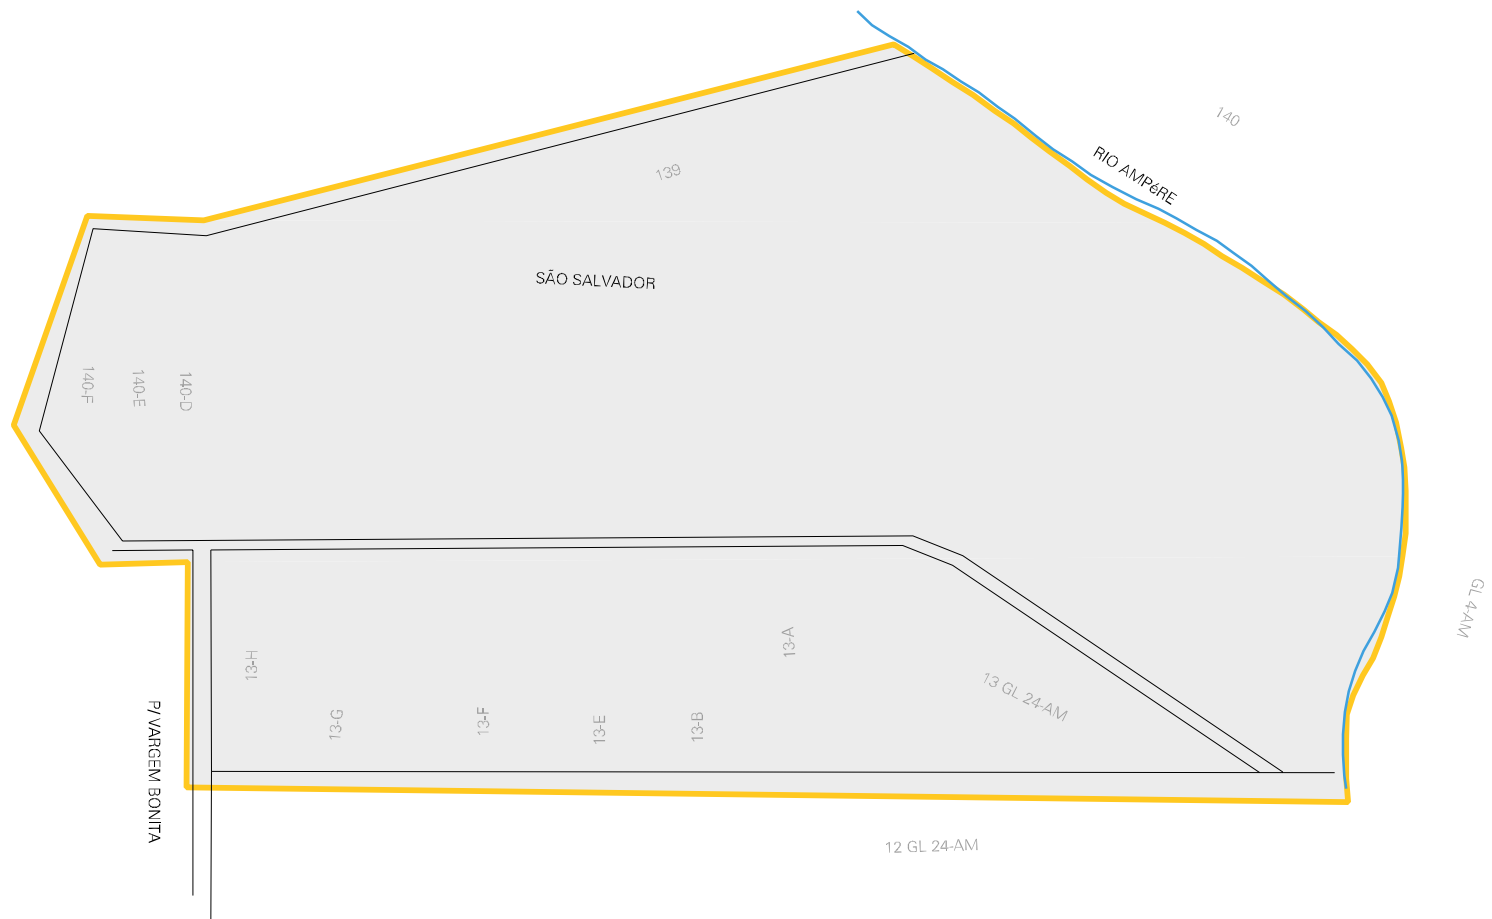 140
RIO AMPéRE
139
SÃO SALVADOR
140-F
140-E
140-D
GL 4-AM
13-H
13-G
13-F
13-E
13-B
13-A
13 GL 24-AM
P/ VARGEM BONITA
12 GL 24-AM